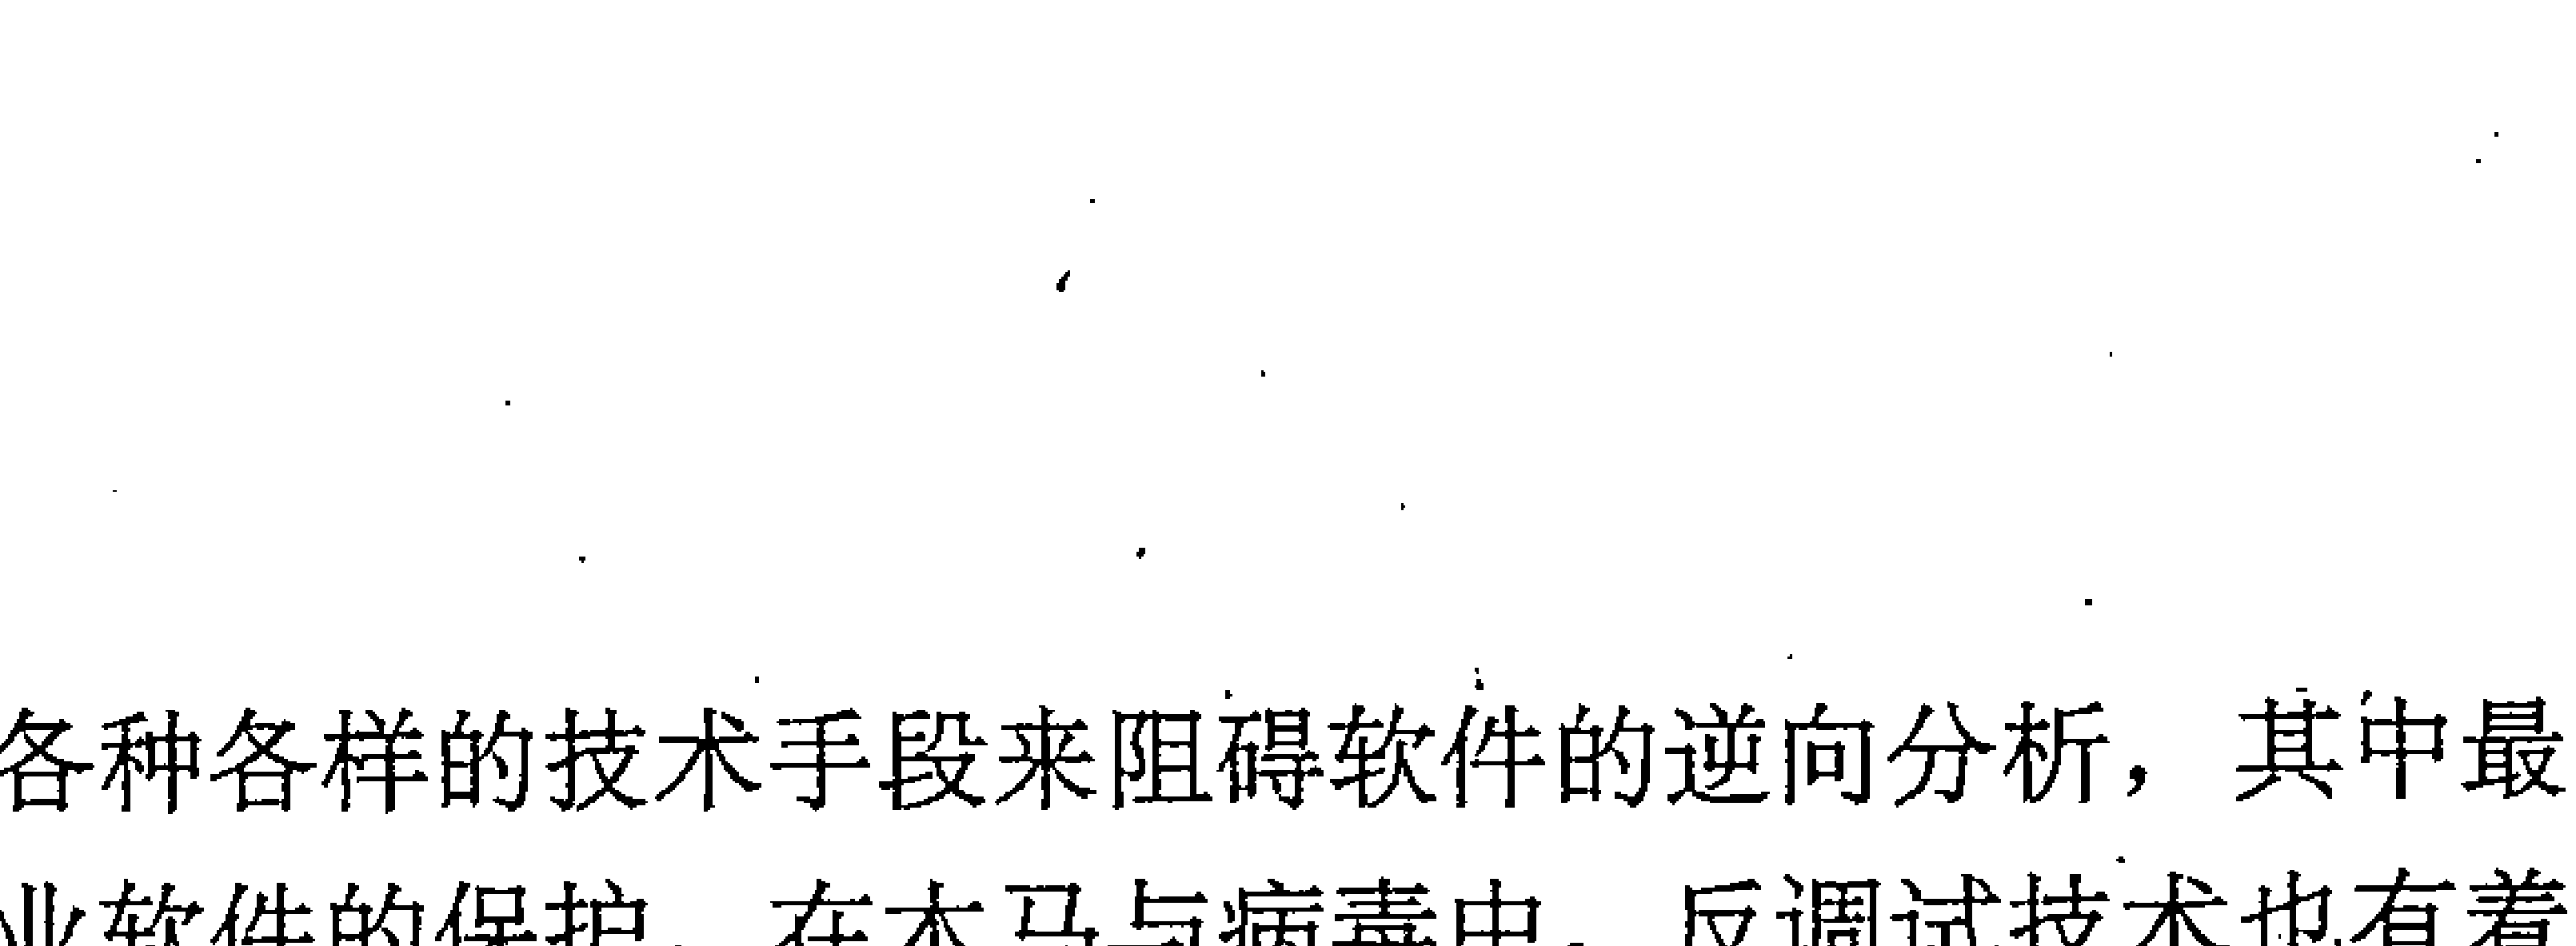 各种各样的技术手段来阻碍软件的逆向分析，其中最
业软件的保护，在木马与病毒中，反调试技术也有着